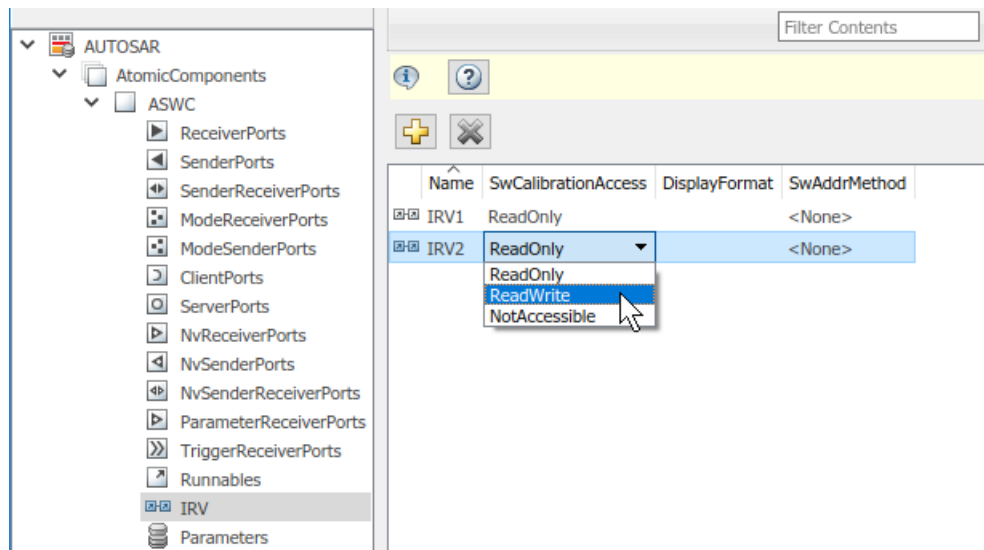 Filter Contents
AUTOSAR
AtomicComponents
ASWC
ReceiverPorts
SenderPorts
SenderReceiverPorts
ModeReceiverPorts
ModeSenderPorts
ClientPorts
ServerPorts
NvReceiverPorts
NvSenderPorts
NvSenderReceiverPorts
ParameterReceiverPorts
TriggerReceiverPorts
Runnables
IRV
Parameters
Name SwCalibrationAccess DisplayFormat SwAddrMethod
IRV1 ReadOnly <None>
IRV2 ReadOnly <None>
ReadOnly
ReadWrite
NotAccessible